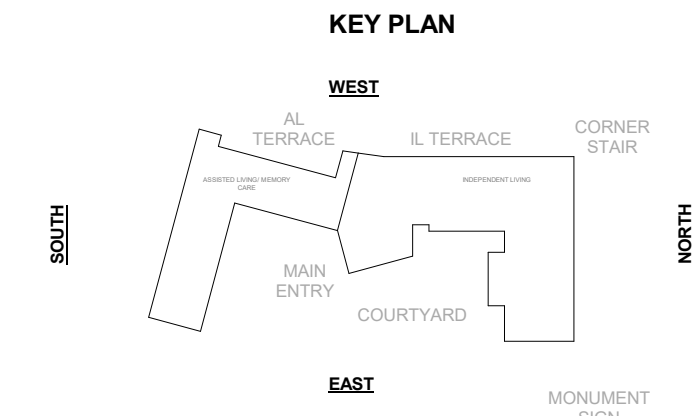 KEY PLAN
WEST
AL
TERRACE
IL TERRACE
CORNER
STAIR
ASSISTED LIVING/ MEMORY
CARE
INDEPENDENT LIVING
SOUTH
NORTH
MAIN
ENTRY
COURTYARD
EAST
MONUMENT
SIGN